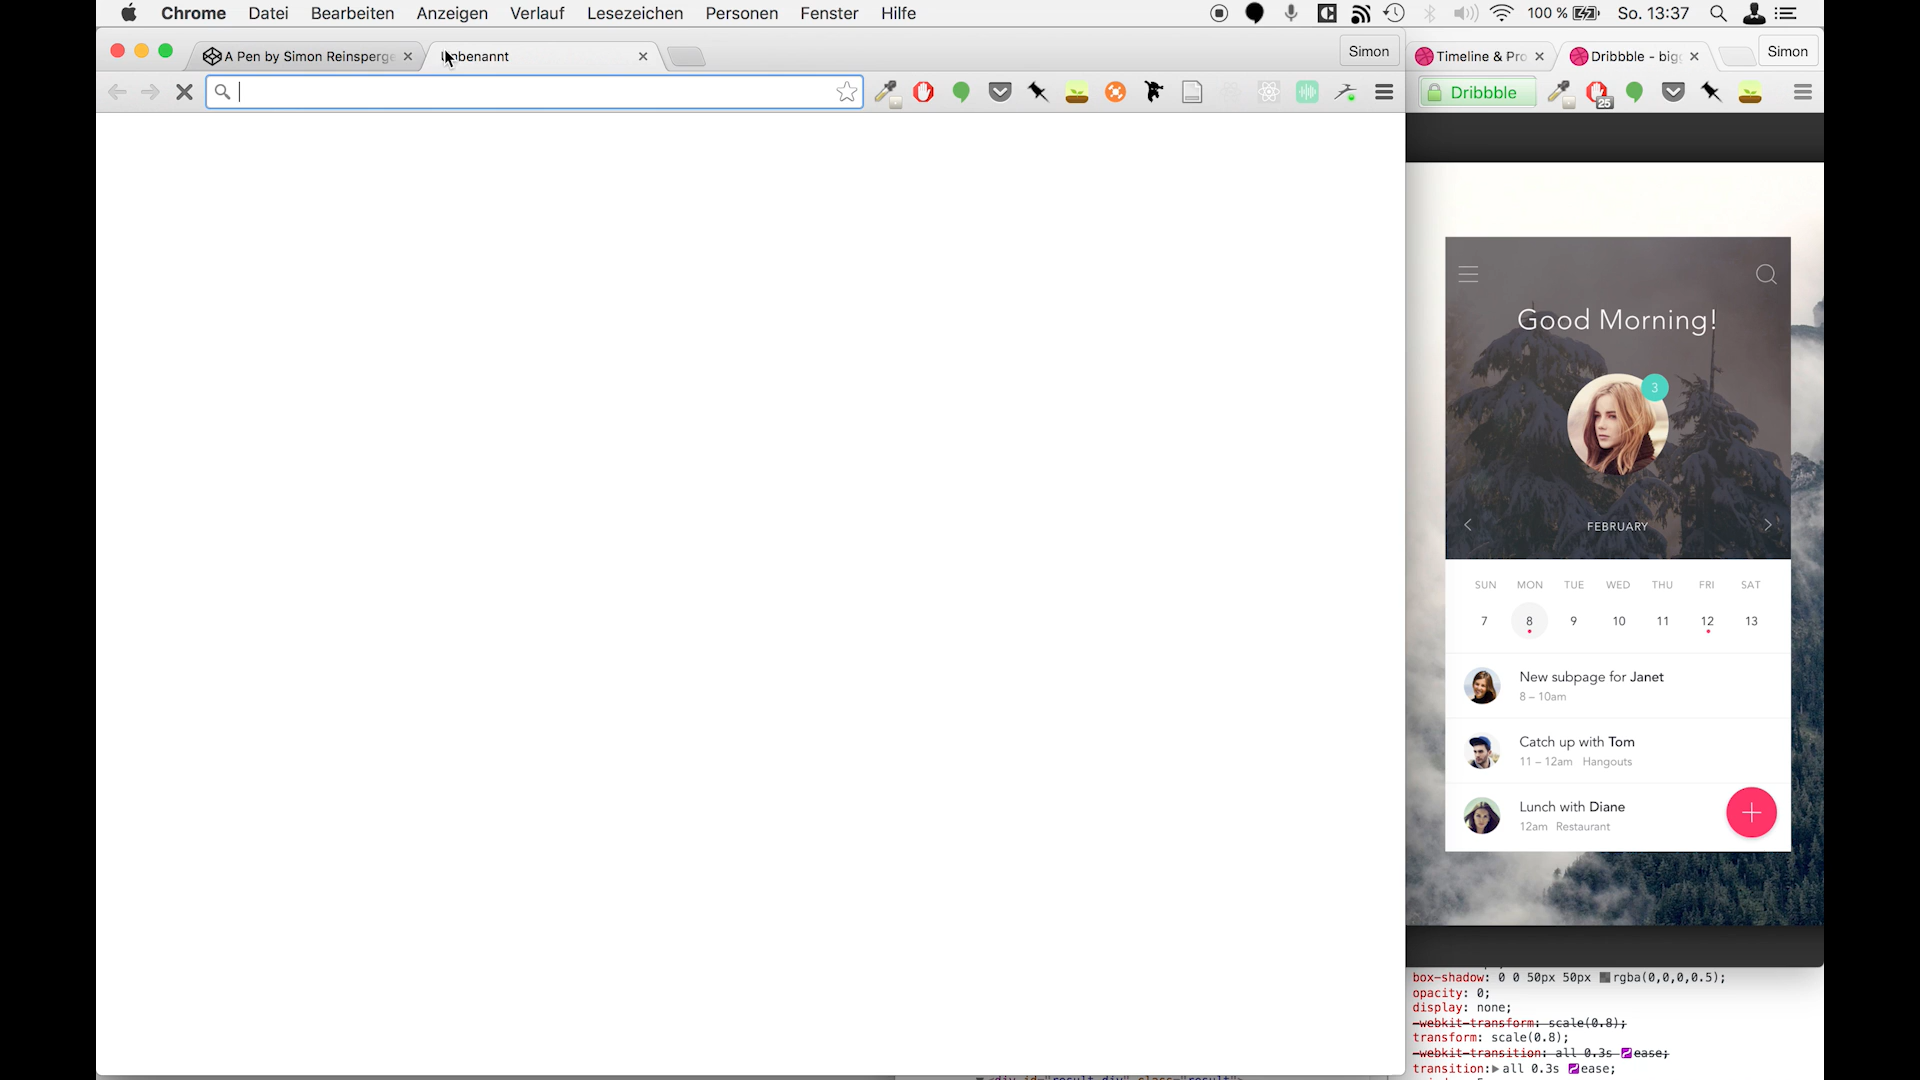 Chrome Datei Bearbeiten Anzeigen Verlauf Lesezeichen Personen Fenster Hilfe 100 % So. 13:37
A Pen by Simon Reinsperge
Simon
Timeline & Pro
Dribbble - big
Simon
Dribbble
25
Good Morning!
3
FEBRUARY
SUN MON TUE WED THU FRI SAT
7 8 9 10 11 12 13
New subpage for Janet
8 – 10am
Catch up with Tom
11 – 12am Hangouts
Lunch with Diane
12am Restaurant
box-shadow: 0 0 50px 50px rgba(0,0,0,0.5);
opacity: 0;
display: none;
-webkit-transform: scale(0.8);
transform: scale(0.8);
-webkit-transition: all 0.3s ease;
transition: all 0.3s ease;